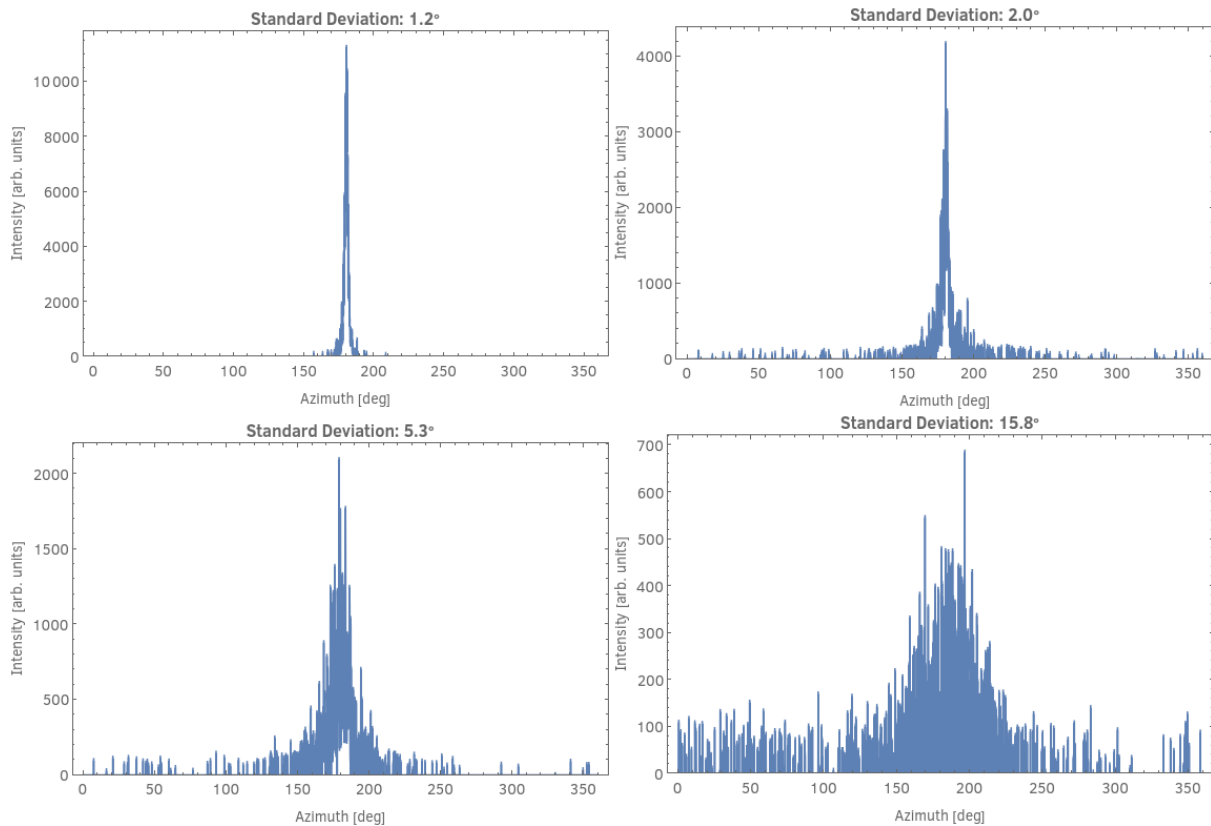 Standard Deviation: 1.2°
Intensity [arb. units]
10 000
8000
6000
4000
2000
0
0 50 100 150 200 250 300 350
Azimuth [deg]
Standard Deviation: 2.0°
Intensity [arb. units]
4000
3000
2000
1000
0
0 50 100 150 200 250 300 350
Azimuth [deg]
Standard Deviation: 5.3°
Intensity [arb. units]
2000
1500
1000
500
0
0 50 100 150 200 250 300 350
Azimuth [deg]
Standard Deviation: 15.8°
Intensity [arb. units]
700
600
500
400
300
200
100
0
0 50 100 150 200 250 300 350
Azimuth [deg]